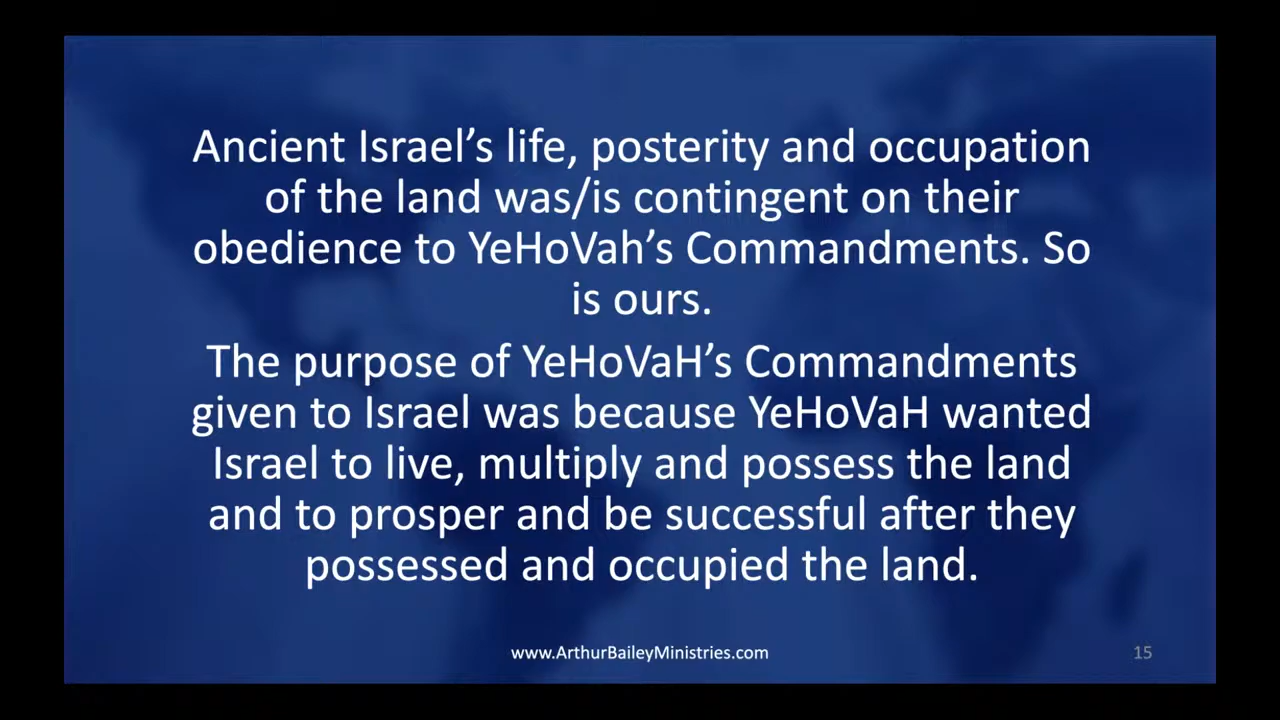 Ancient Israel’s life, posterity and occupation
of the land was/is contingent on their
obedience to YeHoVah’s Commandments. So
is ours.
The purpose of YeHoVaH’s Commandments
given to Israel was because YeHoVaH wanted
Israel to live, multiply and possess the land
and to prosper and be successful after they
possessed and occupied the land.
www.ArthurBaileyMinistries.com
15